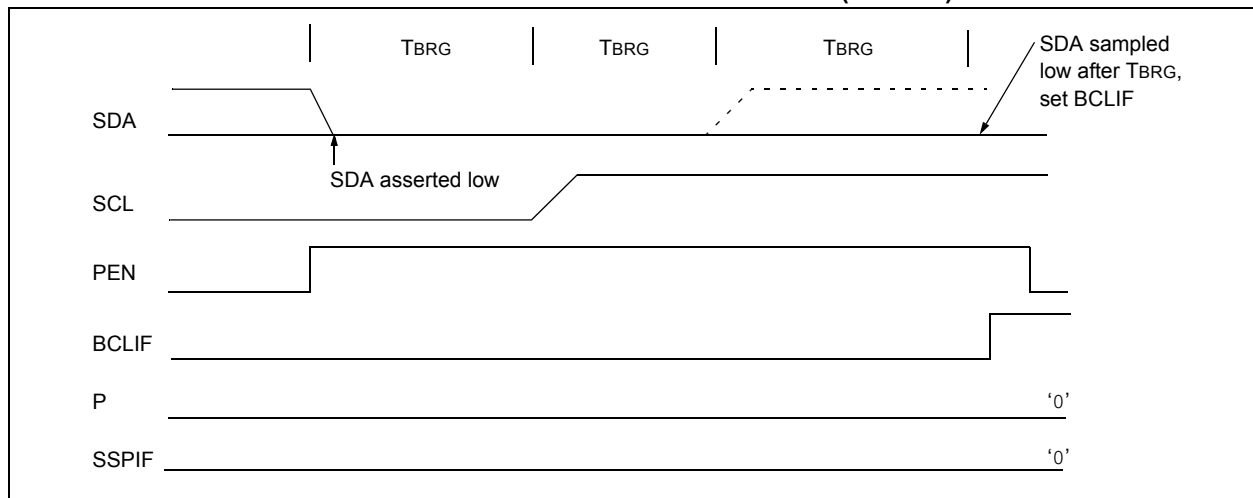 TBRG TBRG TBRG
SDA sampled
low after TBRG,
set BCLIF
SDA
SDA asserted low
SCL
PEN
BCLIF
P
‘0’
SSPIF
‘0’